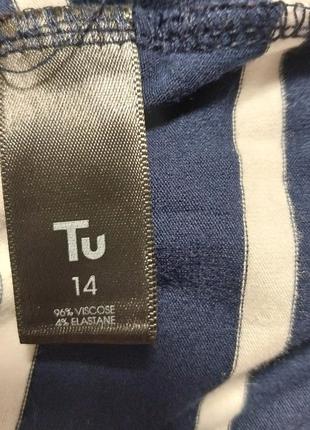 Tu
14
96% VISCOSE
4% ELASTANE